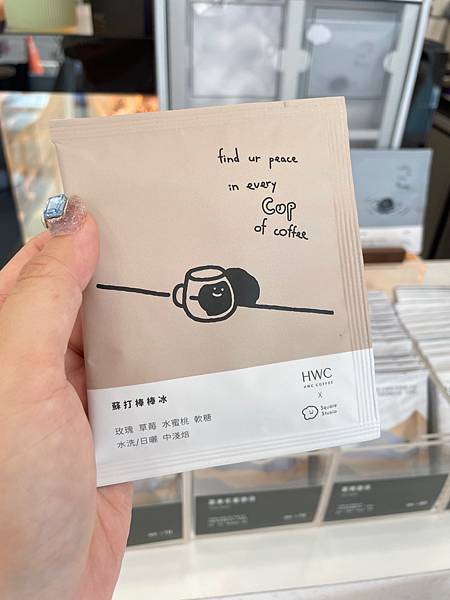 find ur peace
in every
Cup
of coffee
HWC
HWC COFFEE
x
Square
Studio
蘇打棒棒冰
玫瑰 草莓 水蜜桃 軟糖
水洗/日曬 中淺焙